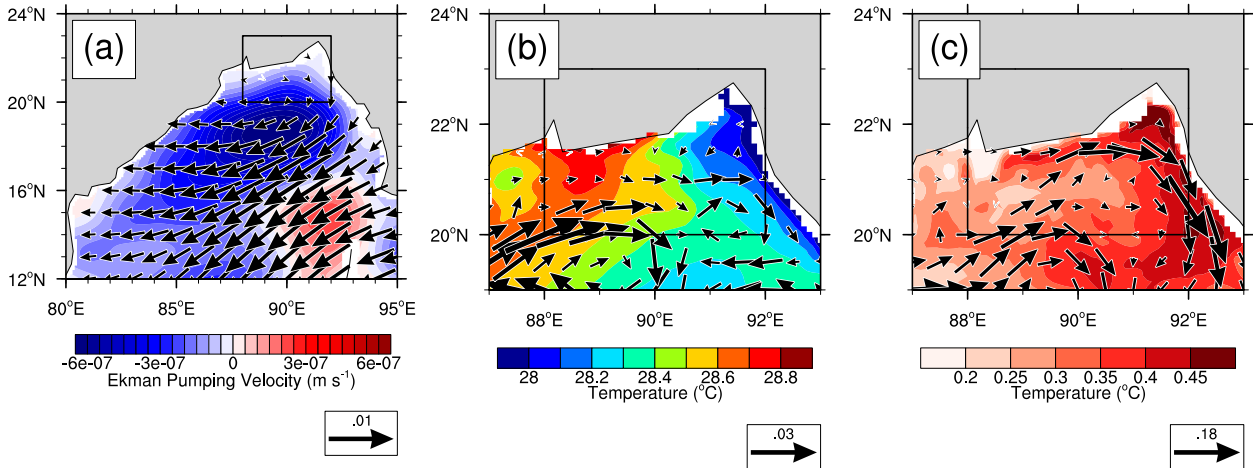 (a)
24°N
20°N
16°N
12°N
80°E 85°E 90°E 95°E
-6e-07 -3e-07 0 3e-07 6e-07
Ekman Pumping Velocity (m s⁻¹)
.01
(b)
24°N
22°N
20°N
88°E 90°E 92°E
28 28.2 28.4 28.6 28.8
Temperature (°C)
.03
(c)
24°N
22°N
20°N
88°E 90°E 92°E
0.2 0.25 0.3 0.35 0.4 0.45
Temperature (°C)
.18